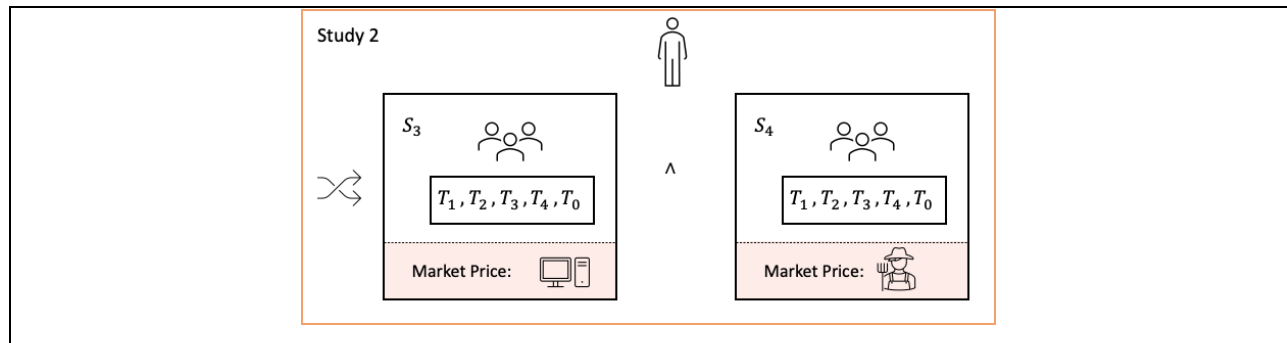 Study 2
S₃
T₁, T₂, T₃, T₄, T₀
Market Price:
∧
S₄
T₁, T₂, T₃, T₄, T₀
Market Price: